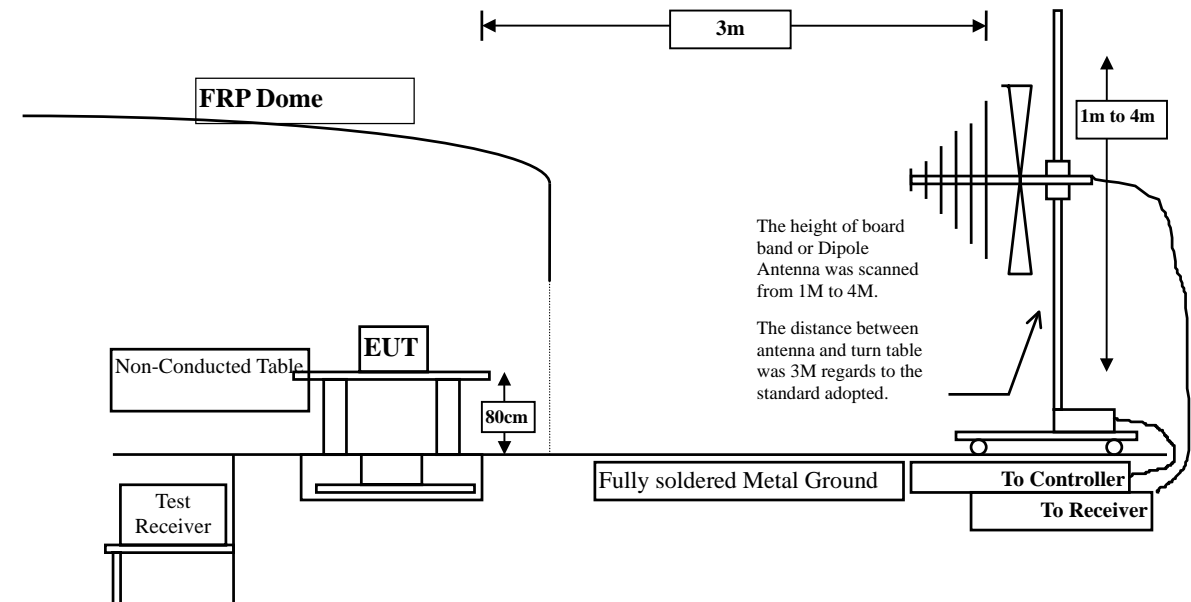 3m
FRP Dome
1m to 4m
The height of board
band or Dipole
Antenna was scanned
from 1M to 4M.
The distance between
antenna and turn table
was 3M regards to the
standard adopted.
EUT
Non-Conducted Table
80cm
Fully soldered Metal Ground
To Controller
To Receiver
Test
Receiver